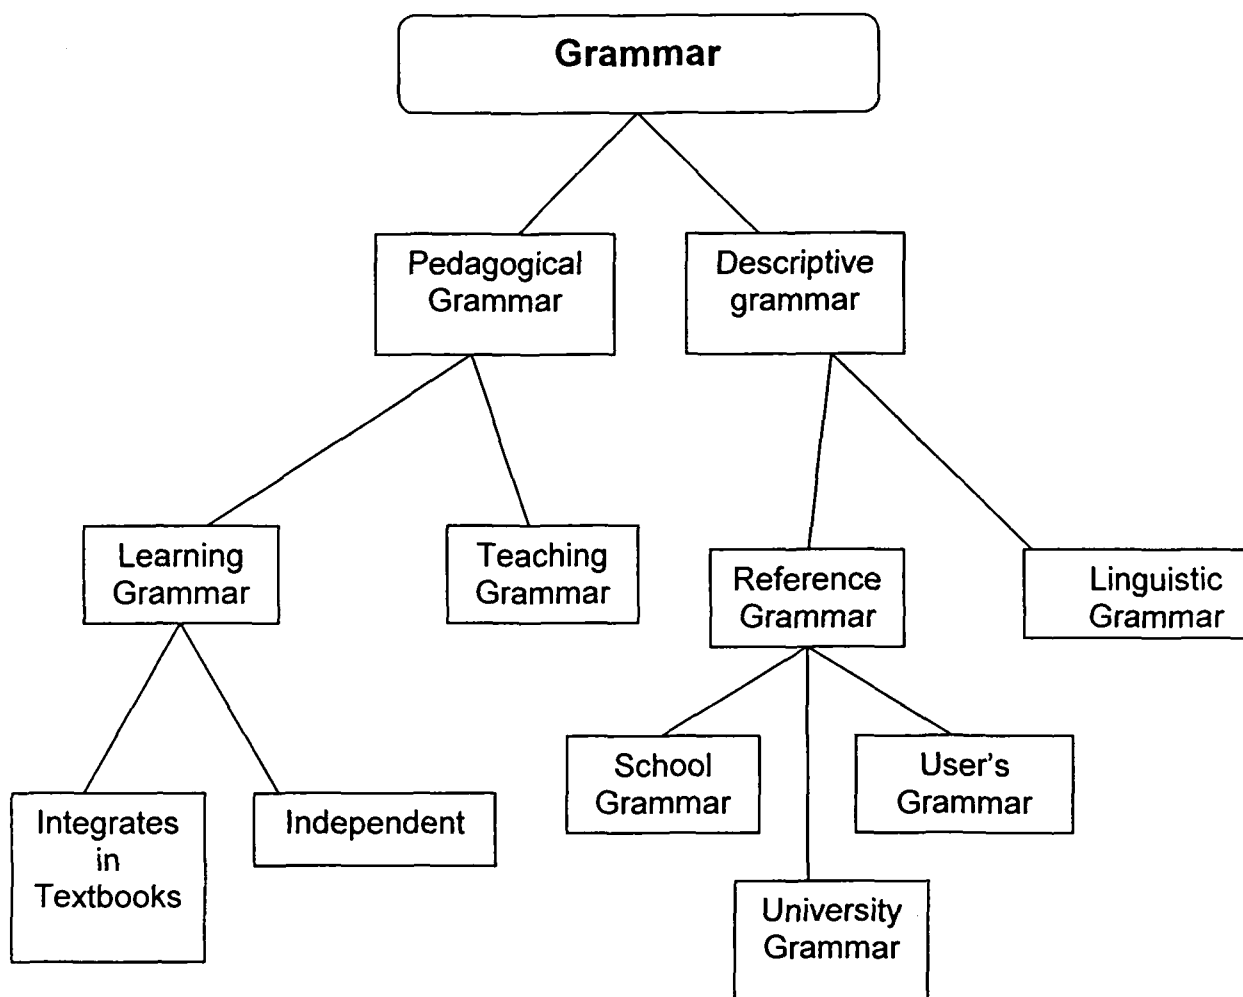 Grammar
Pedagogical
Grammar
Descriptive
grammar
Learning
Grammar
Teaching
Grammar
Reference
Grammar
Linguistic
Grammar
School
Grammar
User's
Grammar
Integrates
in
Textbooks
Independent
University
Grammar